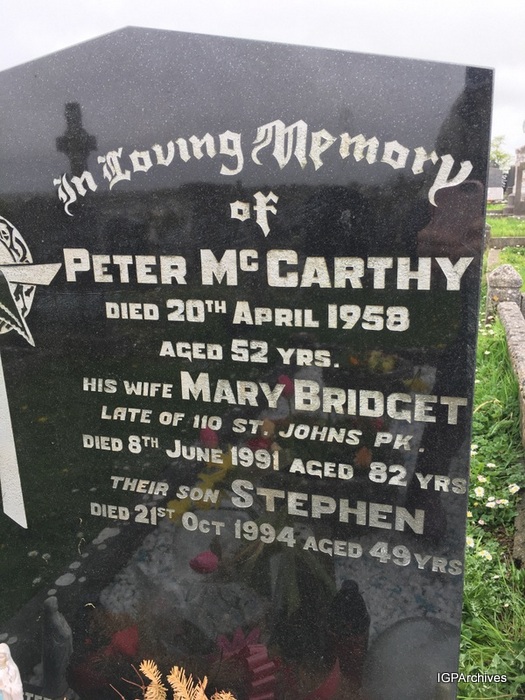 In Loving Memory
of
PETER McCARTHY
DIED 20TH APRIL 1958
AGED 52 YRS.
HIS WIFE MARY BRIDGET
LATE OF 110 ST. JOHNS PK.
DIED 8TH JUNE 1991 AGED 82 YRS
THEIR SON STEPHEN
DIED 21ST OCT 1994 AGED 49 YRS
IGPArchives